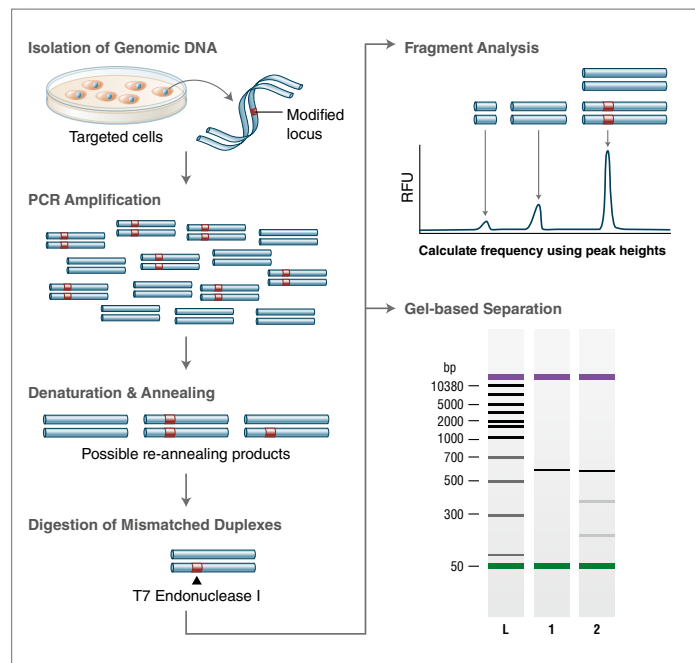 Isolation of Genomic DNA
Targeted cells
Modified
locus
PCR Amplification
Denaturation & Annealing
Possible re-annealing products
Digestion of Mismatched Duplexes
T7 Endonuclease I
Fragment Analysis
RFU
Calculate frequency using peak heights
Gel-based Separation
bp
10380
5000
2000
1000
700
500
300
50
L 1 2